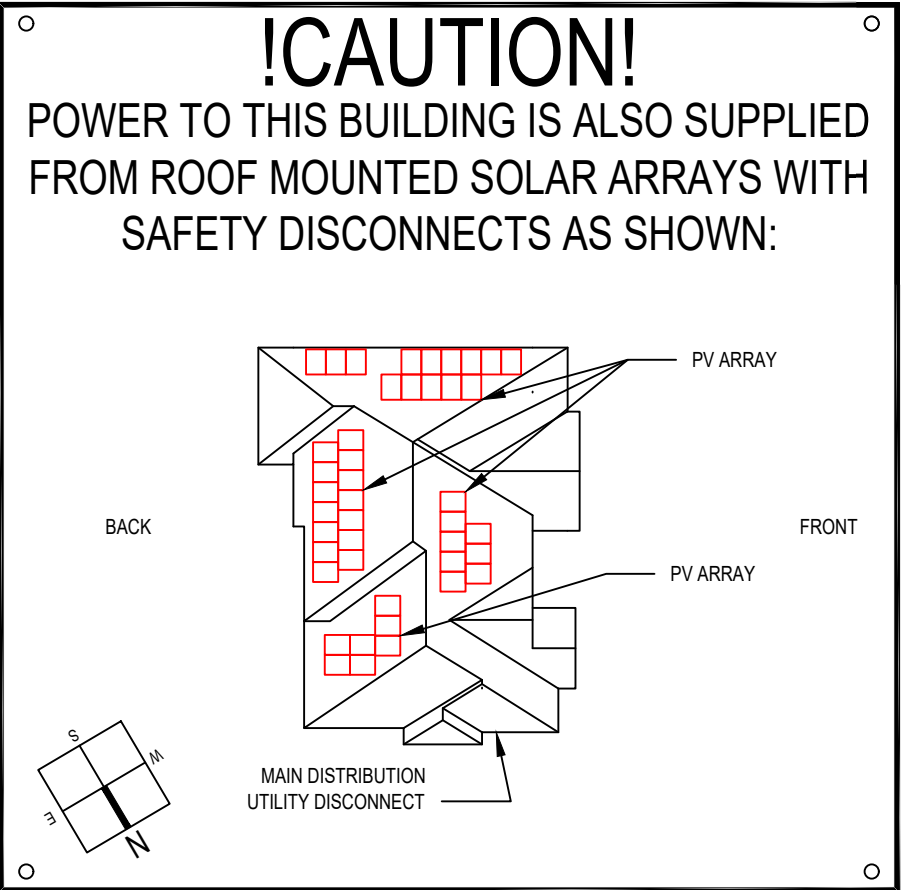 !CAUTION!
POWER TO THIS BUILDING IS ALSO SUPPLIED
FROM ROOF MOUNTED SOLAR ARRAYS WITH
SAFETY DISCONNECTS AS SHOWN:
PV ARRAY
BACK
FRONT
PV ARRAY
S
W
E
N
MAIN DISTRIBUTION
UTILITY DISCONNECT